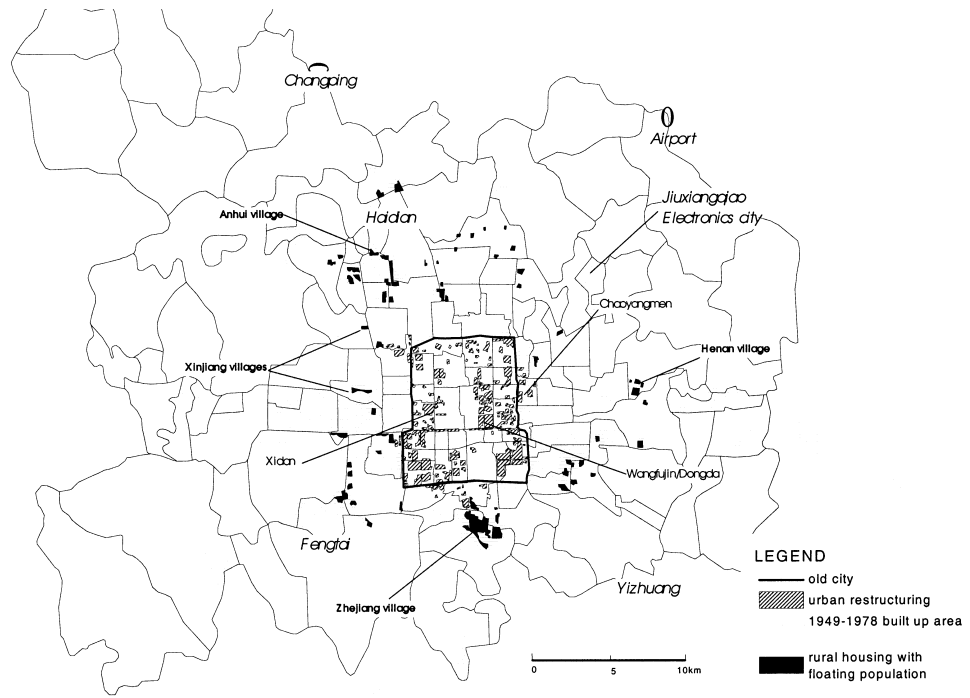 Changping
Airport
Jiuxiangqiao
Electronics city
Anhui village
Haidian
Chaoyangmen
Henan village
Xinjiang villages
Xidan
Wangfujin/Dongda
Fengtai
Yizhuang
Zhejiang village
LEGEND
old city
urban restructuring
1949-1978 built up area
rural housing with
floating population
0 5 10km